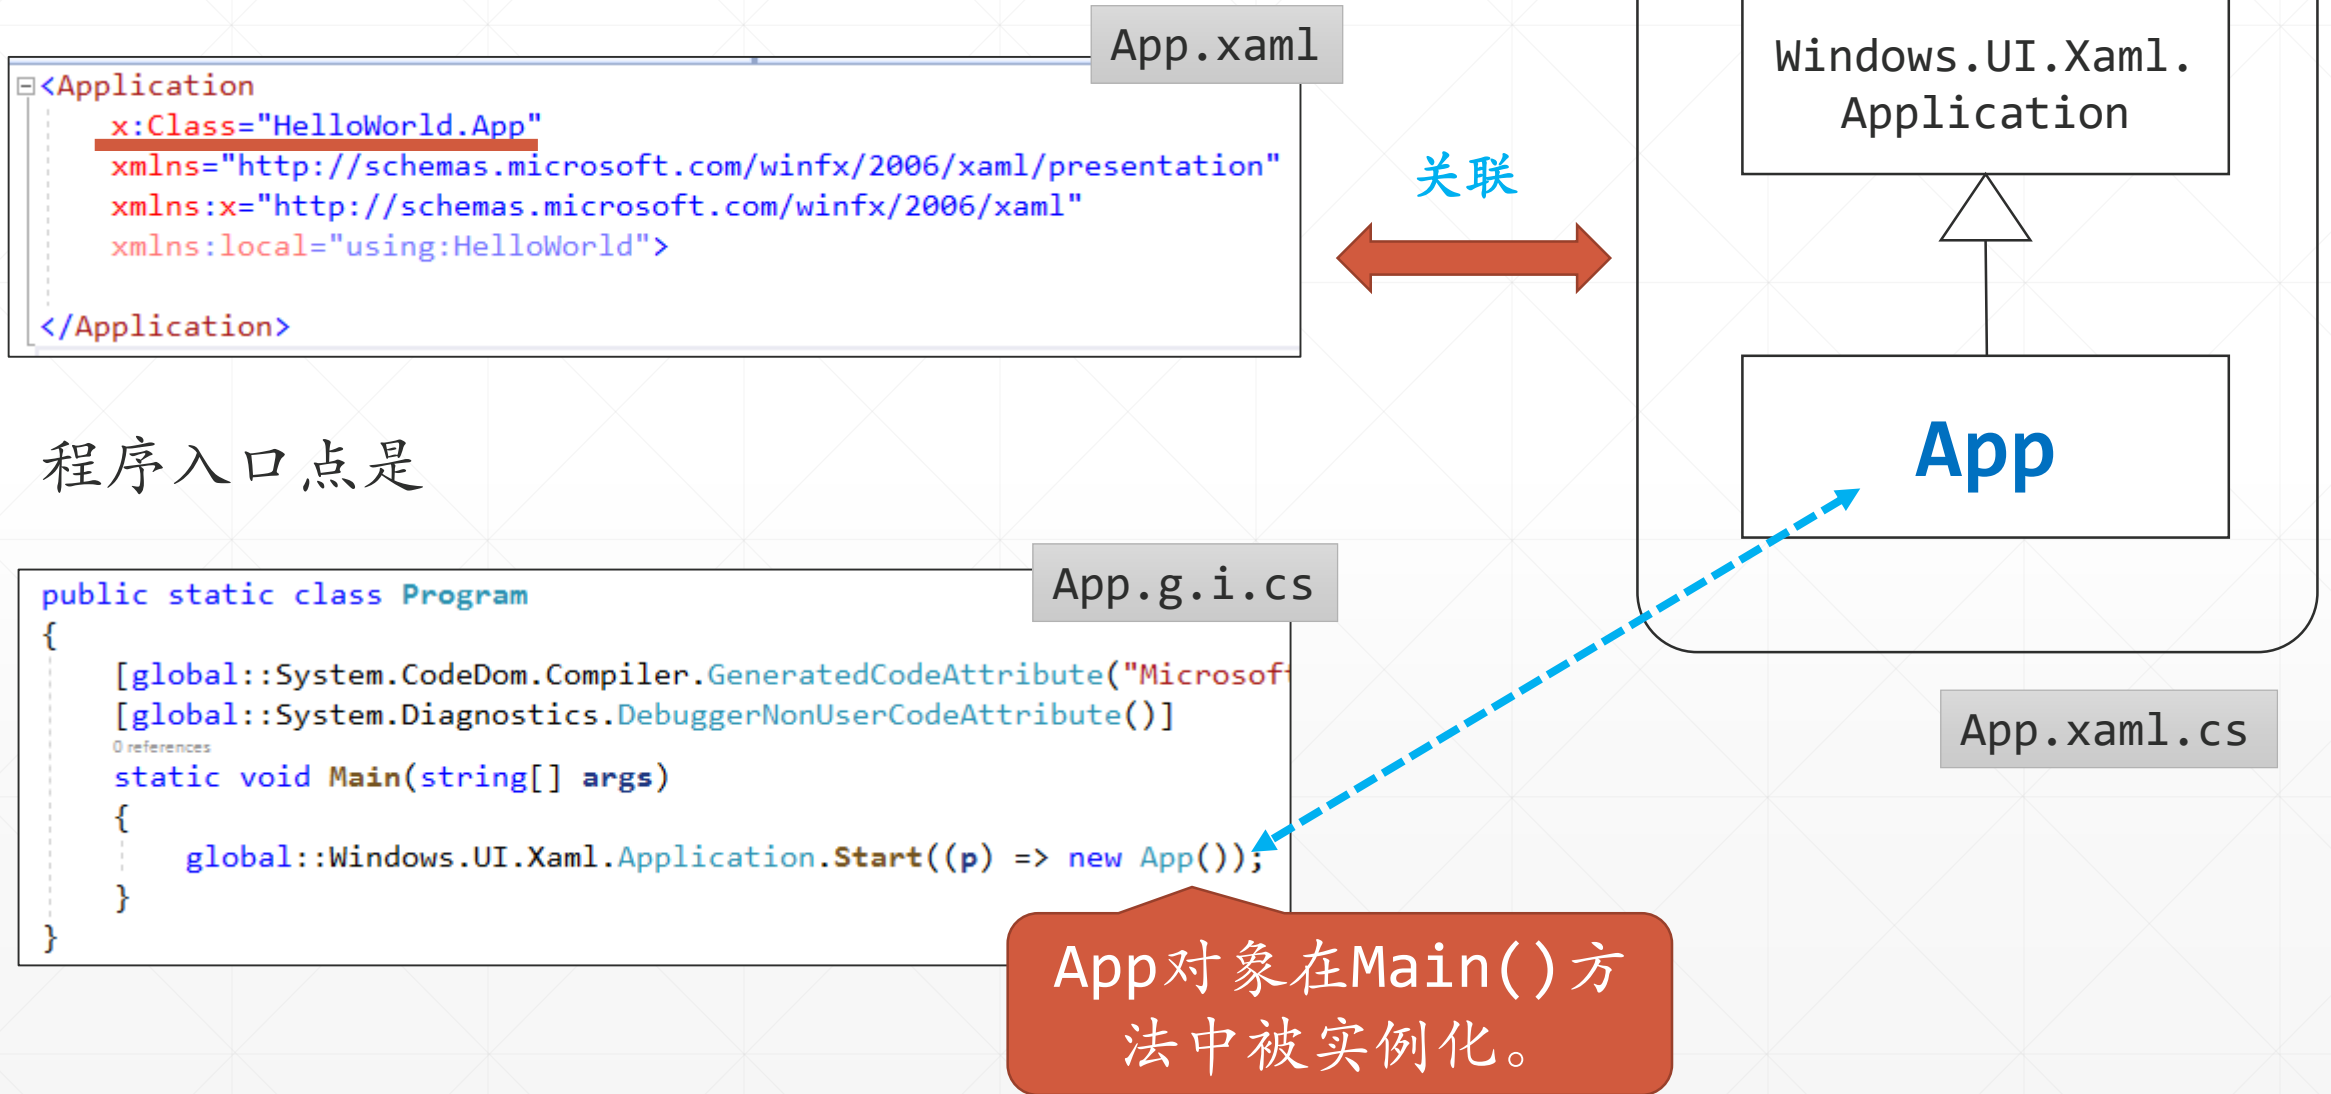 App.xaml
<Application
x:Class="HelloWorld.App"
xmlns="http://schemas.microsoft.com/winfx/2006/xaml/presentation"
xmlns:x="http://schemas.microsoft.com/winfx/2006/xaml"
xmlns:local="using:HelloWorld">
</Application>
关联
Windows.UI.Xaml.
Application
App
App.xaml.cs
程序入口点是
App.g.i.cs
public static class Program
{
[global::System.CodeDom.Compiler.GeneratedCodeAttribute("Microsoft
[global::System.Diagnostics.DebuggerNonUserCodeAttribute()]
0 references
static void Main(string[] args)
{
global::Windows.UI.Xaml.Application.Start((p) => new App());
}
}
App对象在Main()方
法中被实例化。